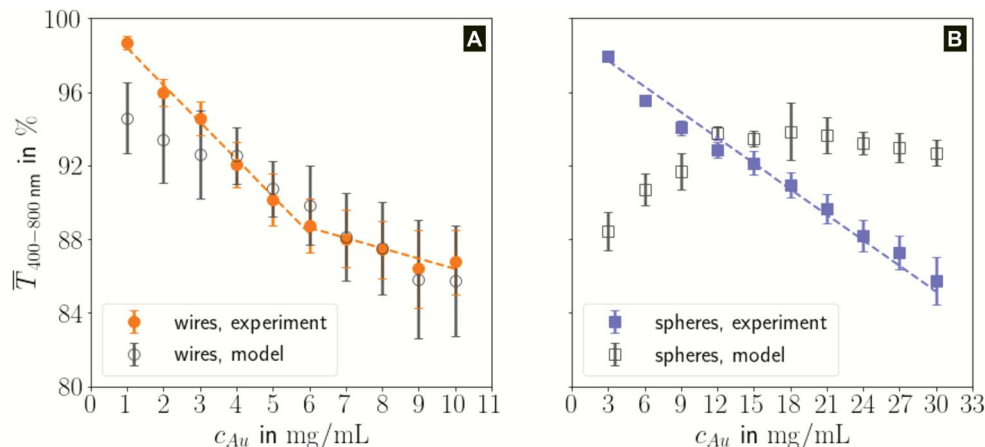 A
100
96
92
88
84
80
T̅ 400−800 nm in %
wires, experiment
wires, model
0 1 2 3 4 5 6 7 8 9 10 11
c_Au in mg/mL
B
spheres, experiment
spheres, model
0 3 6 9 12 15 18 21 24 27 30 33
c_Au in mg/mL